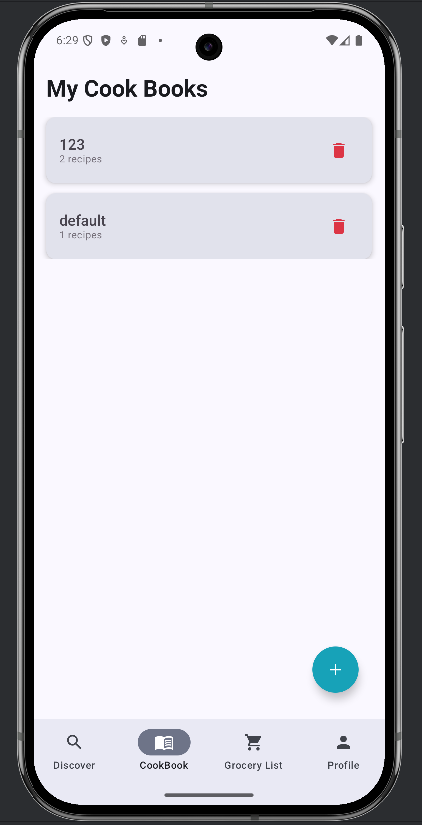 6:29
My Cook Books
123
2 recipes
default
1 recipes
Discover
CookBook
Grocery List
Profile